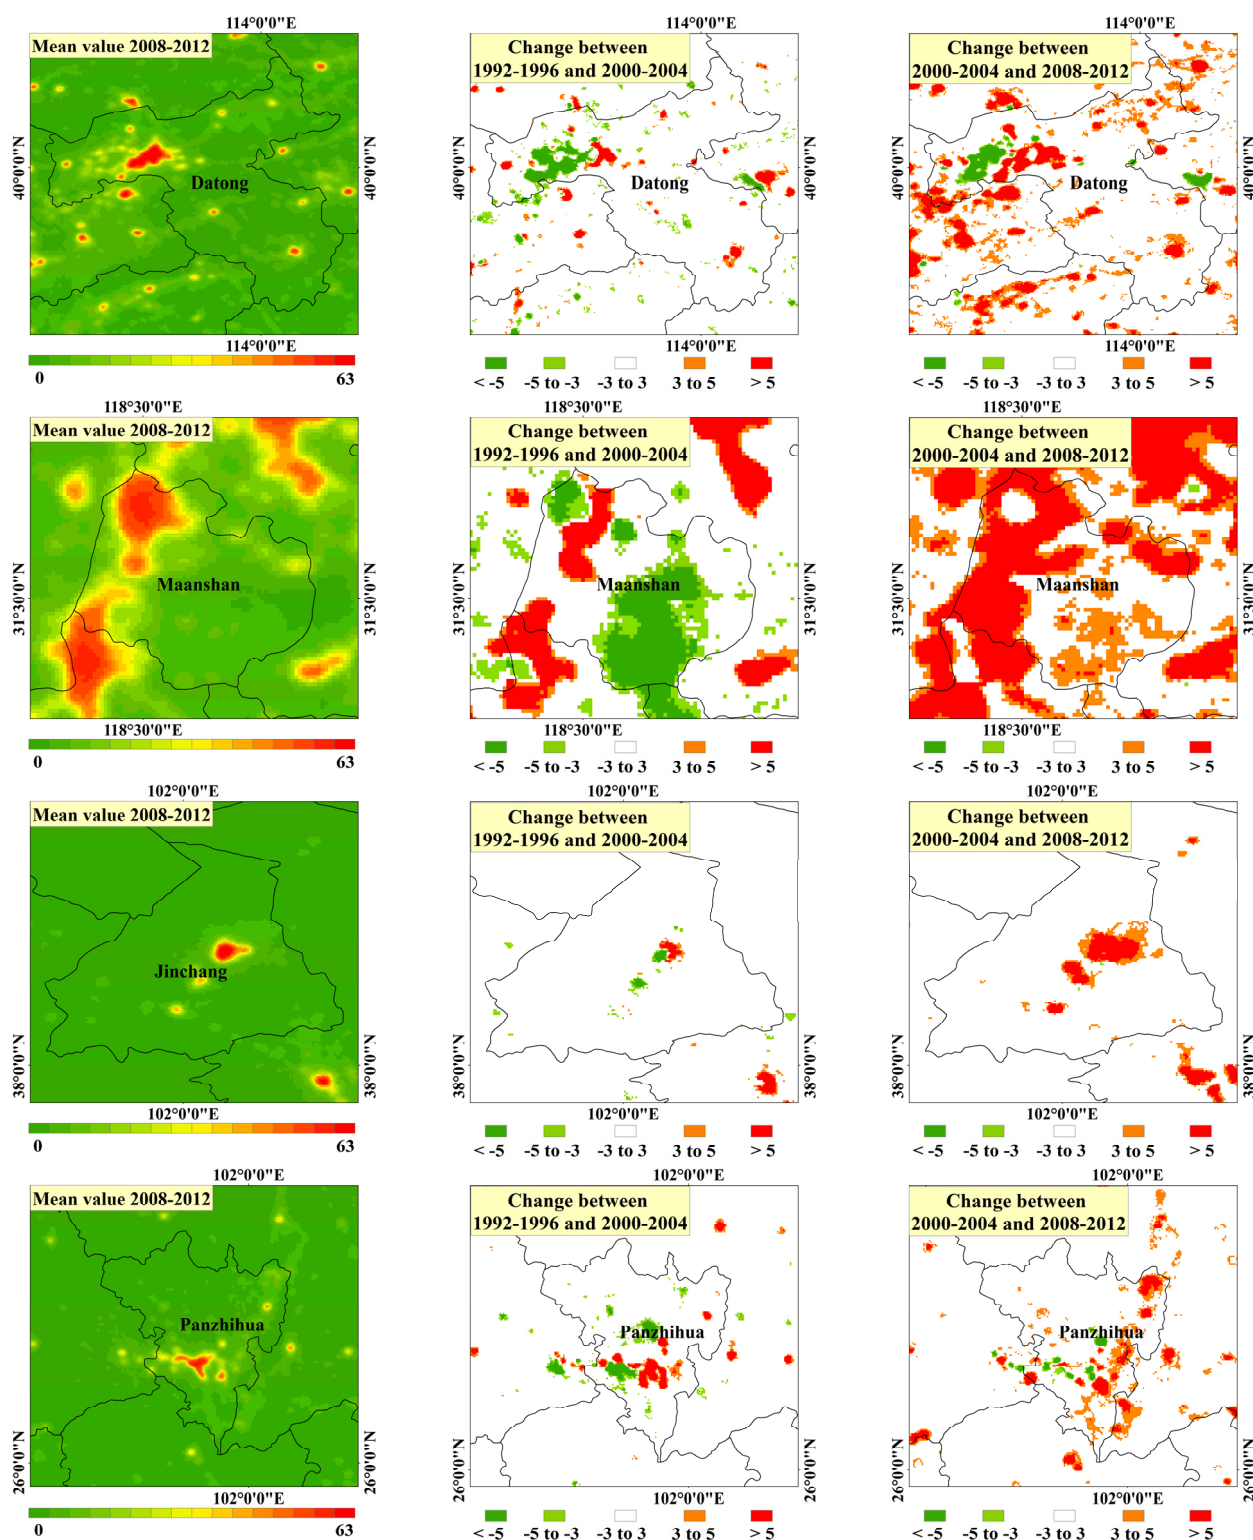 114°0'0"E 114°0'0"E 114°0'0"E
Mean value 2008-2012
Change between
1992-1996 and 2000-2004
Change between
2000-2004 and 2008-2012
40°0'0"N 40°0'0"N 40°0'0"N 40°0'0"N
Datong Datong Datong
114°0'0"E 114°0'0"E 114°0'0"E
0 63
< -5 -5 to -3 -3 to 3 3 to 5 > 5
< -5 -5 to -3 -3 to 3 3 to 5 > 5
118°30'0"E 118°30'0"E 118°30'0"E
Mean value 2008-2012
Change between
1992-1996 and 2000-2004
Change between
2000-2004 and 2008-2012
31°30'0"N 31°30'0"N 31°30'0"N 31°30'0"N
Maanshan Maanshan Maanshan
118°30'0"E 118°30'0"E 118°30'0"E
0 63
< -5 -5 to -3 -3 to 3 3 to 5 > 5
< -5 -5 to -3 -3 to 3 3 to 5 > 5
102°0'0"E 102°0'0"E 102°0'0"E
Mean value 2008-2012
Change between
1992-1996 and 2000-2004
Change between
2000-2004 and 2008-2012
Jinchang
38°0'0"N 38°0'0"N 38°0'0"N 38°0'0"N
102°0'0"E 102°0'0"E 102°0'0"E
0 63
< -5 -5 to -3 -3 to 3 3 to 5 > 5
< -5 -5 to -3 -3 to 3 3 to 5 > 5
102°0'0"E 102°0'0"E 102°0'0"E
Mean value 2008-2012
Change between
1992-1996 and 2000-2004
Change between
2000-2004 and 2008-2012
Panzhihua Panzhihua Panzhihua
26°0'0"N 26°0'0"N 26°0'0"N 26°0'0"N
102°0'0"E 102°0'0"E 102°0'0"E
0 63
< -5 -5 to -3 -3 to 3 3 to 5 > 5
< -5 -5 to -3 -3 to 3 3 to 5 > 5